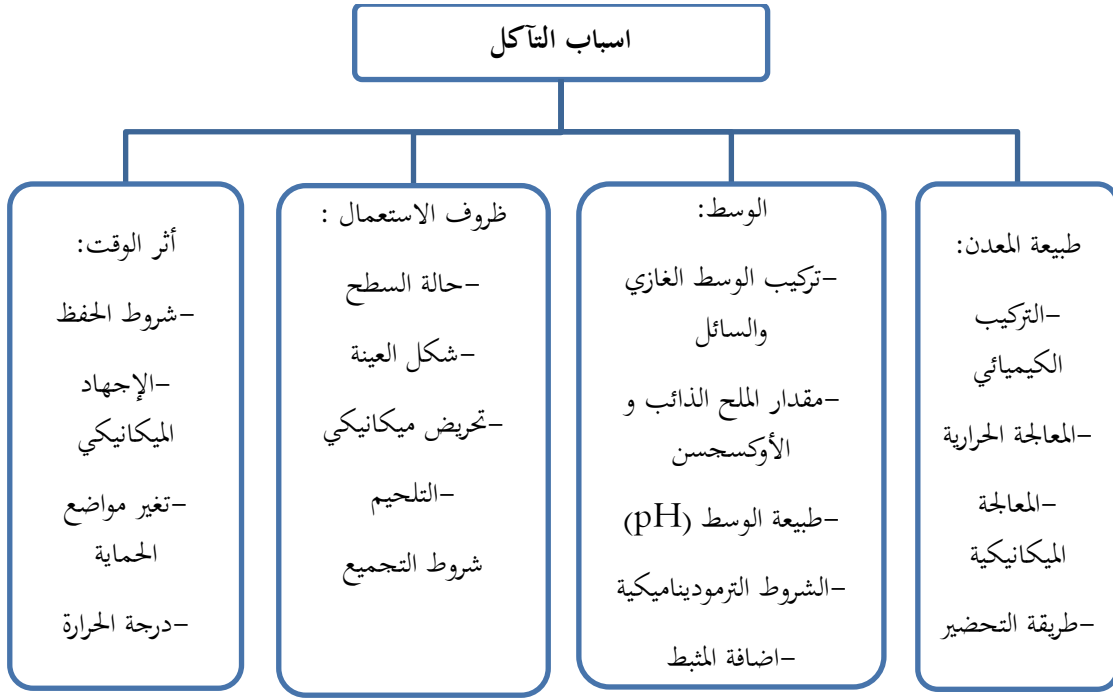 اسباب التآكل
طبيعة المعدن:
-التركيب
الكيميائي
-المعالجة الحرارية
-المعالجة
الميكانيكية
-طريقة التحضير
الوسط:
-تركيب الوسط الغازي
والسائل
-مقدار الملح الذائب و
الأوكسجسن
-طبيعة الوسط (pH)
-الشروط الترموديناميكية
-اضافة المثبط
ظروف الاستعمال :
-حالة السطح
-شكل العينة
-تحريض ميكانيكي
-التلحيم
شروط التجميع
أثر الوقت:
-شروط الحفظ
-الإجهاد
الميكانيكي
-تغير مواضع
الحماية
-درجة الحرارة